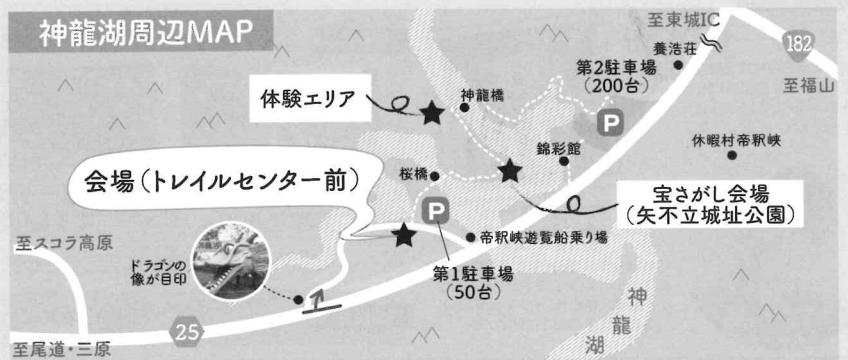 神龍湖周辺MAP
至東城IC
182
養浩荘
至福山
第2駐車場
(200台)
体験エリア
神龍橋
P
休暇村帝釈峡
錦彩館
会場(トレイルセンター前)
桜橋
宝さがし会場
(矢不立城址公園)
P
帝釈峡遊覧船乗り場
至スコラ高原
ドラゴンの
像が目印
第1駐車場
(50台)
神
龍
湖
25
至尾道・三原